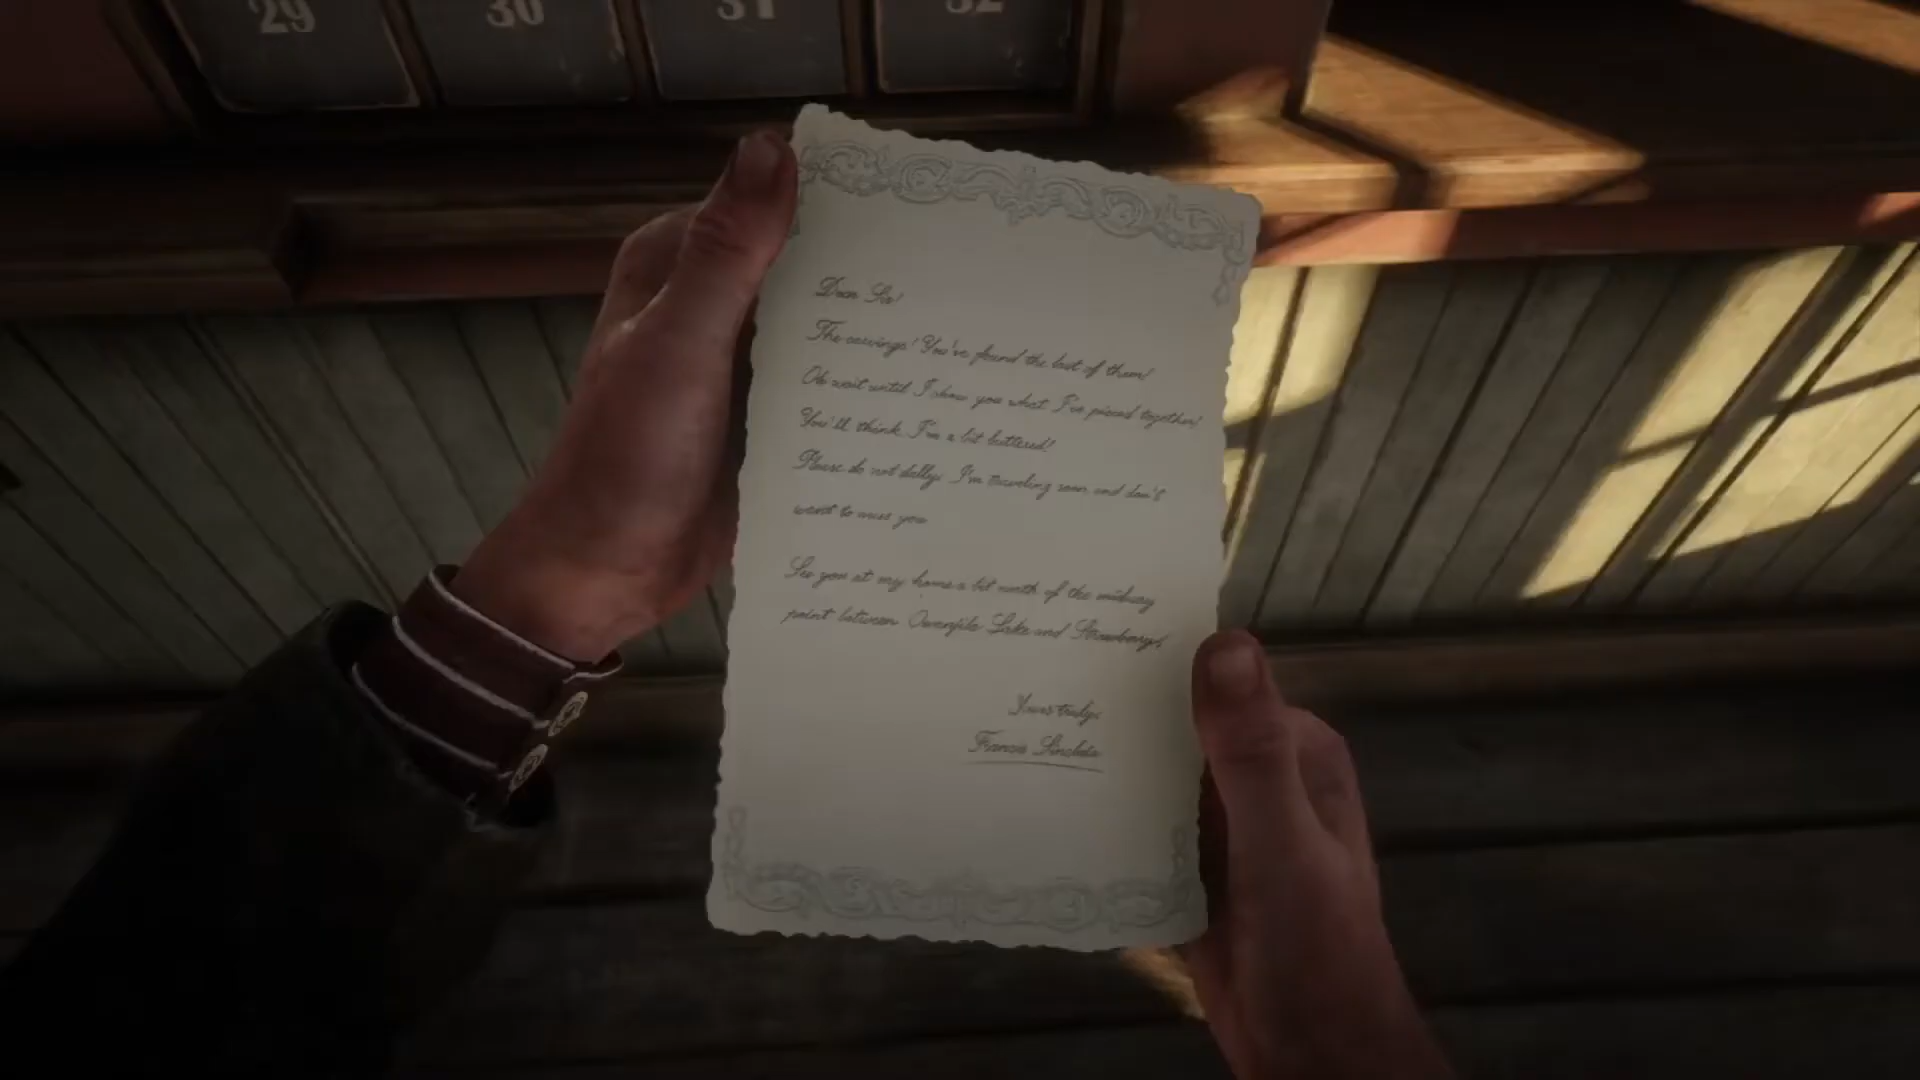 29 30 31 32
Dear Sir!
The carvings! You've found the last of them!
Oh wait until I show you what I've pieced together!
You'll think I'm a bit buttered!
Please do not dally. I'm traveling soon and don't
want to miss you
See you at my home a bit north of the midway
point between Owanjila Lake and Strawberry!
Yours truly,
Francis Sinclair